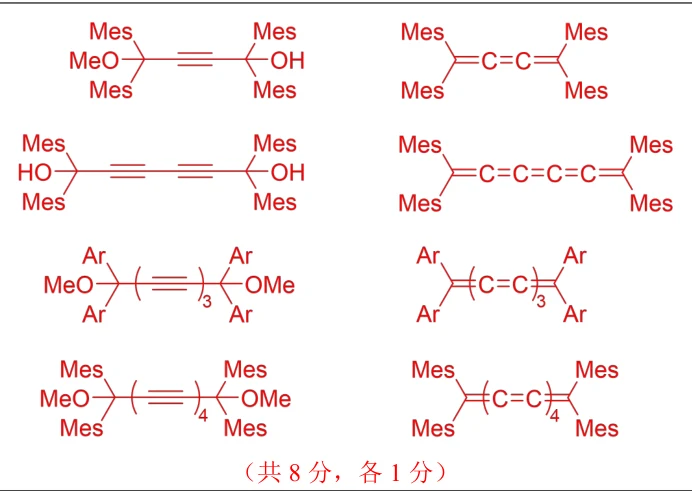 Mes Mes Mes Mes
MeO OH C C
Mes Mes Mes Mes
Mes Mes Mes Mes
HO OH C C C C
Mes Mes Mes Mes
Ar Ar Ar Ar
MeO ( )3 OMe (C C)3
Ar Ar Ar Ar
Mes Mes Mes Mes
MeO ( )4 OMe (C C)4
Mes Mes Mes Mes
（共 8 分，各 1 分）